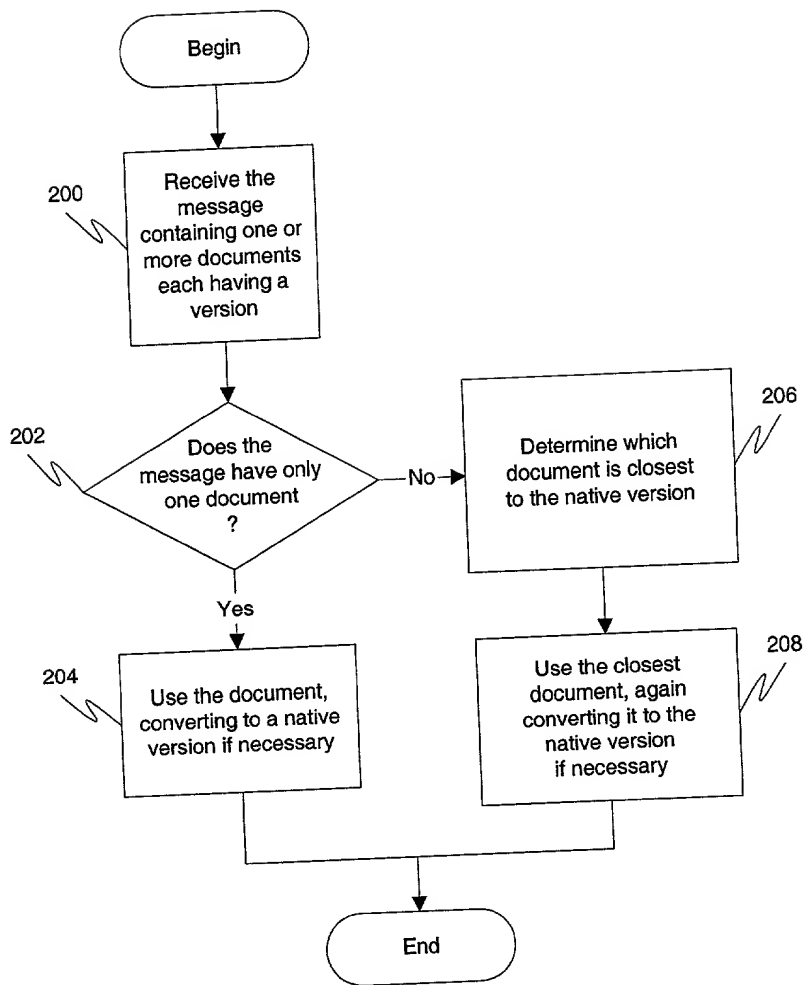 Begin
200
Receive the
message
containing one or
more documents
each having a
version
202
Does the
message have only
one document
?
No
206
Determine which
document is closest
to the native version
Yes
204
Use the document,
converting to a native
version if necessary
208
Use the closest
document, again
converting it to the
native version
if necessary
End